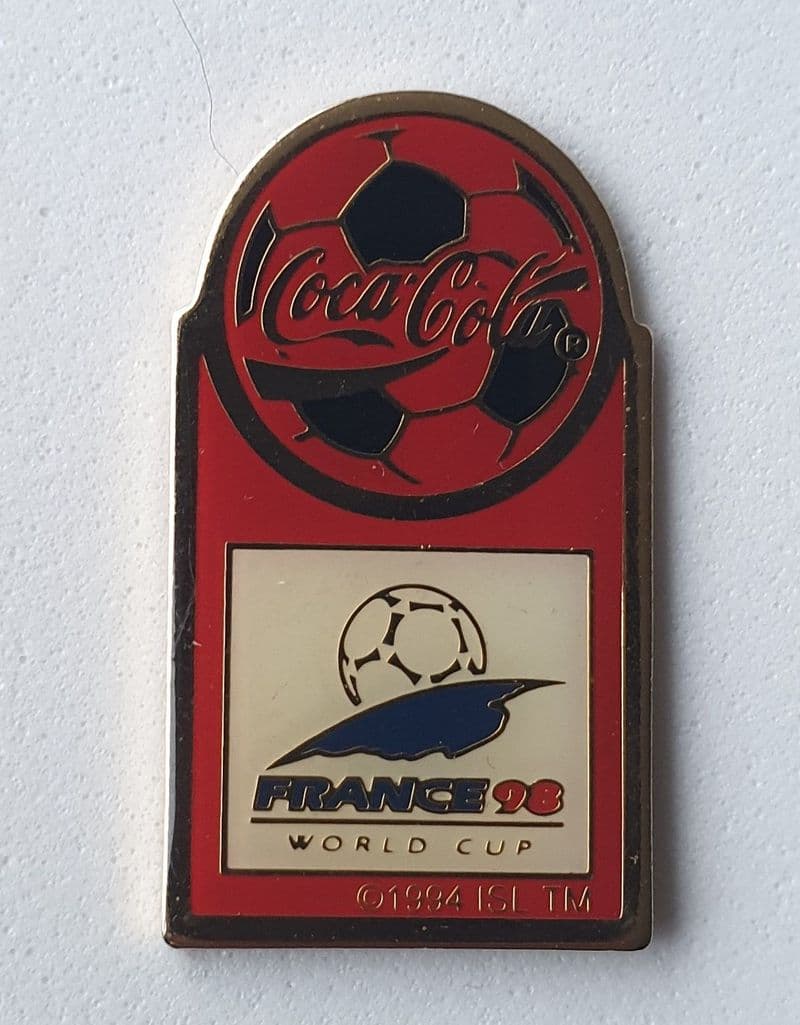 Coca-Cola®
FRANCE 98
WORLD CUP
©1994 ISL TM